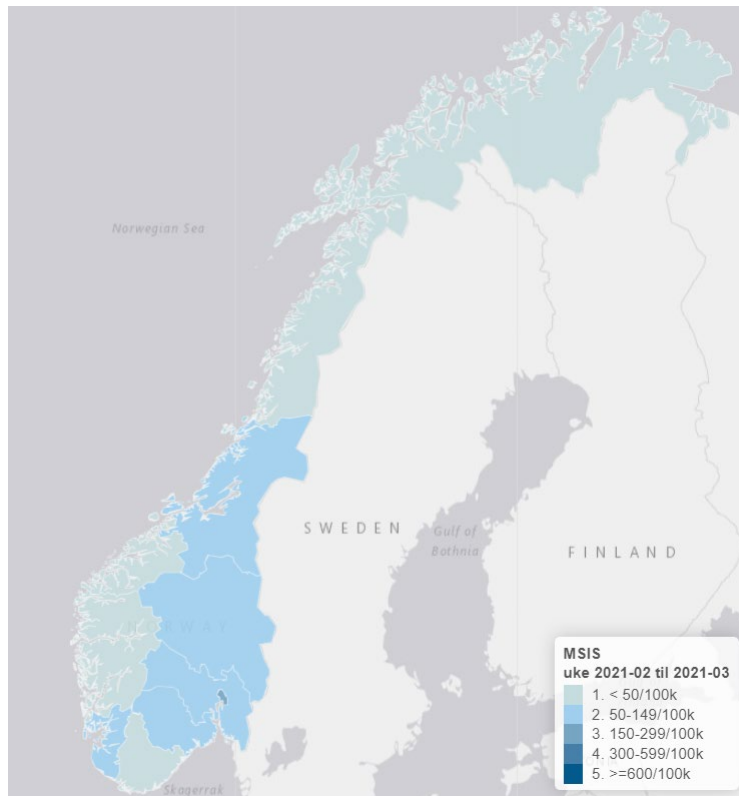 Norwegian Sea
SWEDEN
Gulf of
Bothnia
FINLAND
NORWAY
MSIS
uke 2021-02 til 2021-03
1. < 50/100k
2. 50-149/100k
3. 150-299/100k
4. 300-599/100k
5. >=600/100k
Skagerrak